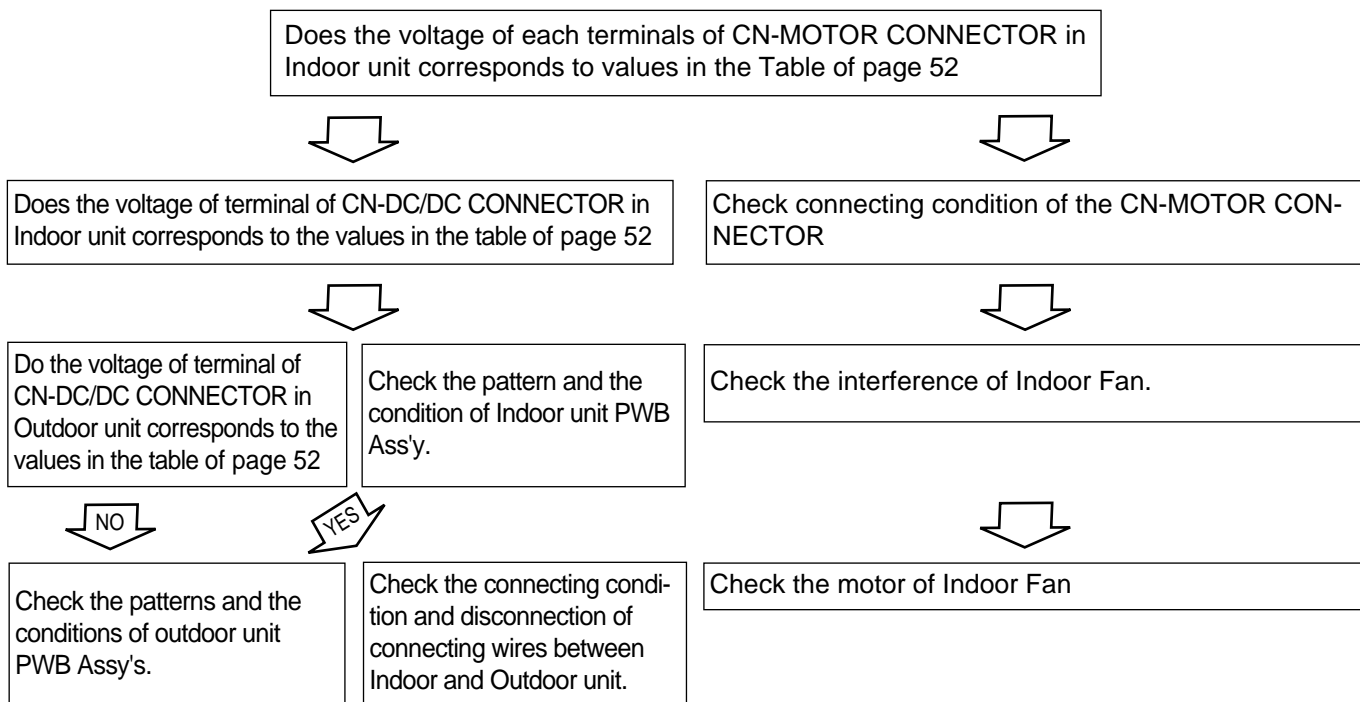 Does the voltage of each terminals of CN-MOTOR CONNECTOR in
Indoor unit corresponds to values in the Table of page 52
Does the voltage of terminal of CN-DC/DC CONNECTOR in
Indoor unit corresponds to the values in the table of page 52
Check connecting condition of the CN-MOTOR CON-
NECTOR
Do the voltage of terminal of
CN-DC/DC CONNECTOR in
Outdoor unit corresponds to the
values in the table of page 52
Check the pattern and the
condition of Indoor unit PWB
Ass'y.
Check the interference of Indoor Fan.
NO
YES
Check the patterns and the
conditions of outdoor unit
PWB Assy's.
Check the connecting condi-
tion and disconnection of
connecting wires between
Indoor and Outdoor unit.
Check the motor of Indoor Fan